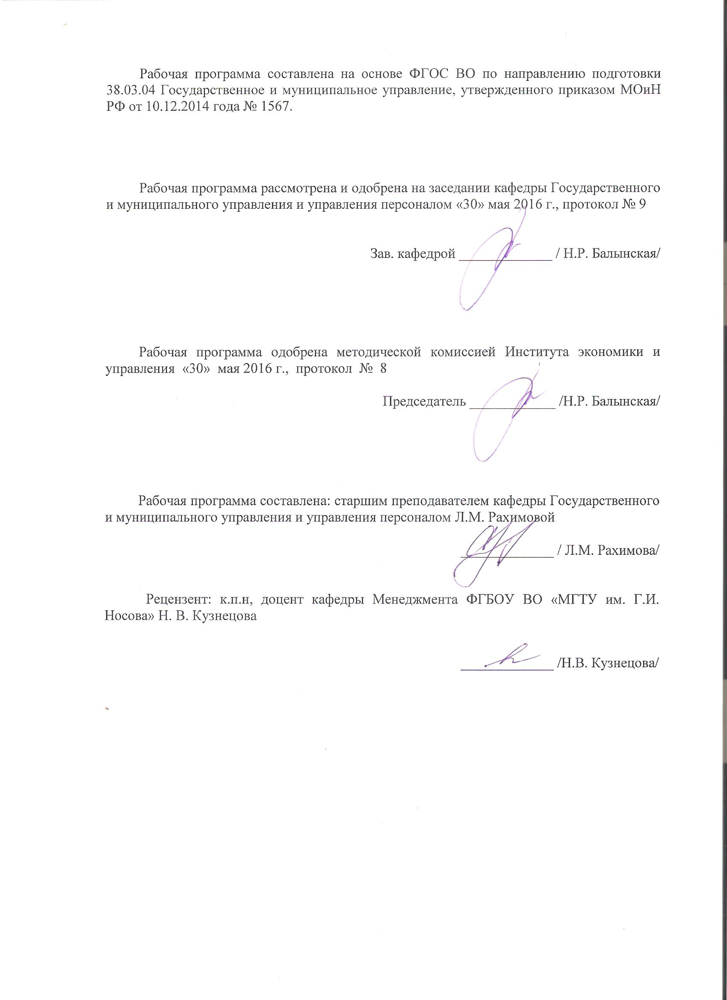 Рабочая программа составлена на основе ФГОС ВО по направлению подготовки
38.03.04 Государственное и муниципальное управление, утвержденного приказом МОиН
РФ от 10.12.2014 года № 1567.
Рабочая программа рассмотрена и одобрена на заседании кафедры Государственного
и муниципального управления и управления персоналом «30» мая 2016 г., протокол № 9
Зав. кафедрой _____________ / Н.Р. Балынская/
Рабочая программа одобрена методической комиссией Института экономики и
управления «30» мая 2016 г., протокол № 8
Председатель ____________ /Н.Р. Балынская/
Рабочая программа составлена: старшим преподавателем кафедры Государственного
и муниципального управления и управления персоналом Л.М. Рахимовой
_____________ / Л.М. Рахимова/
Рецензент: к.п.н, доцент кафедры Менеджмента ФГБОУ ВО «МГТУ им. Г.И.
Носова» Н. В. Кузнецова
_____________ /Н.В. Кузнецова/